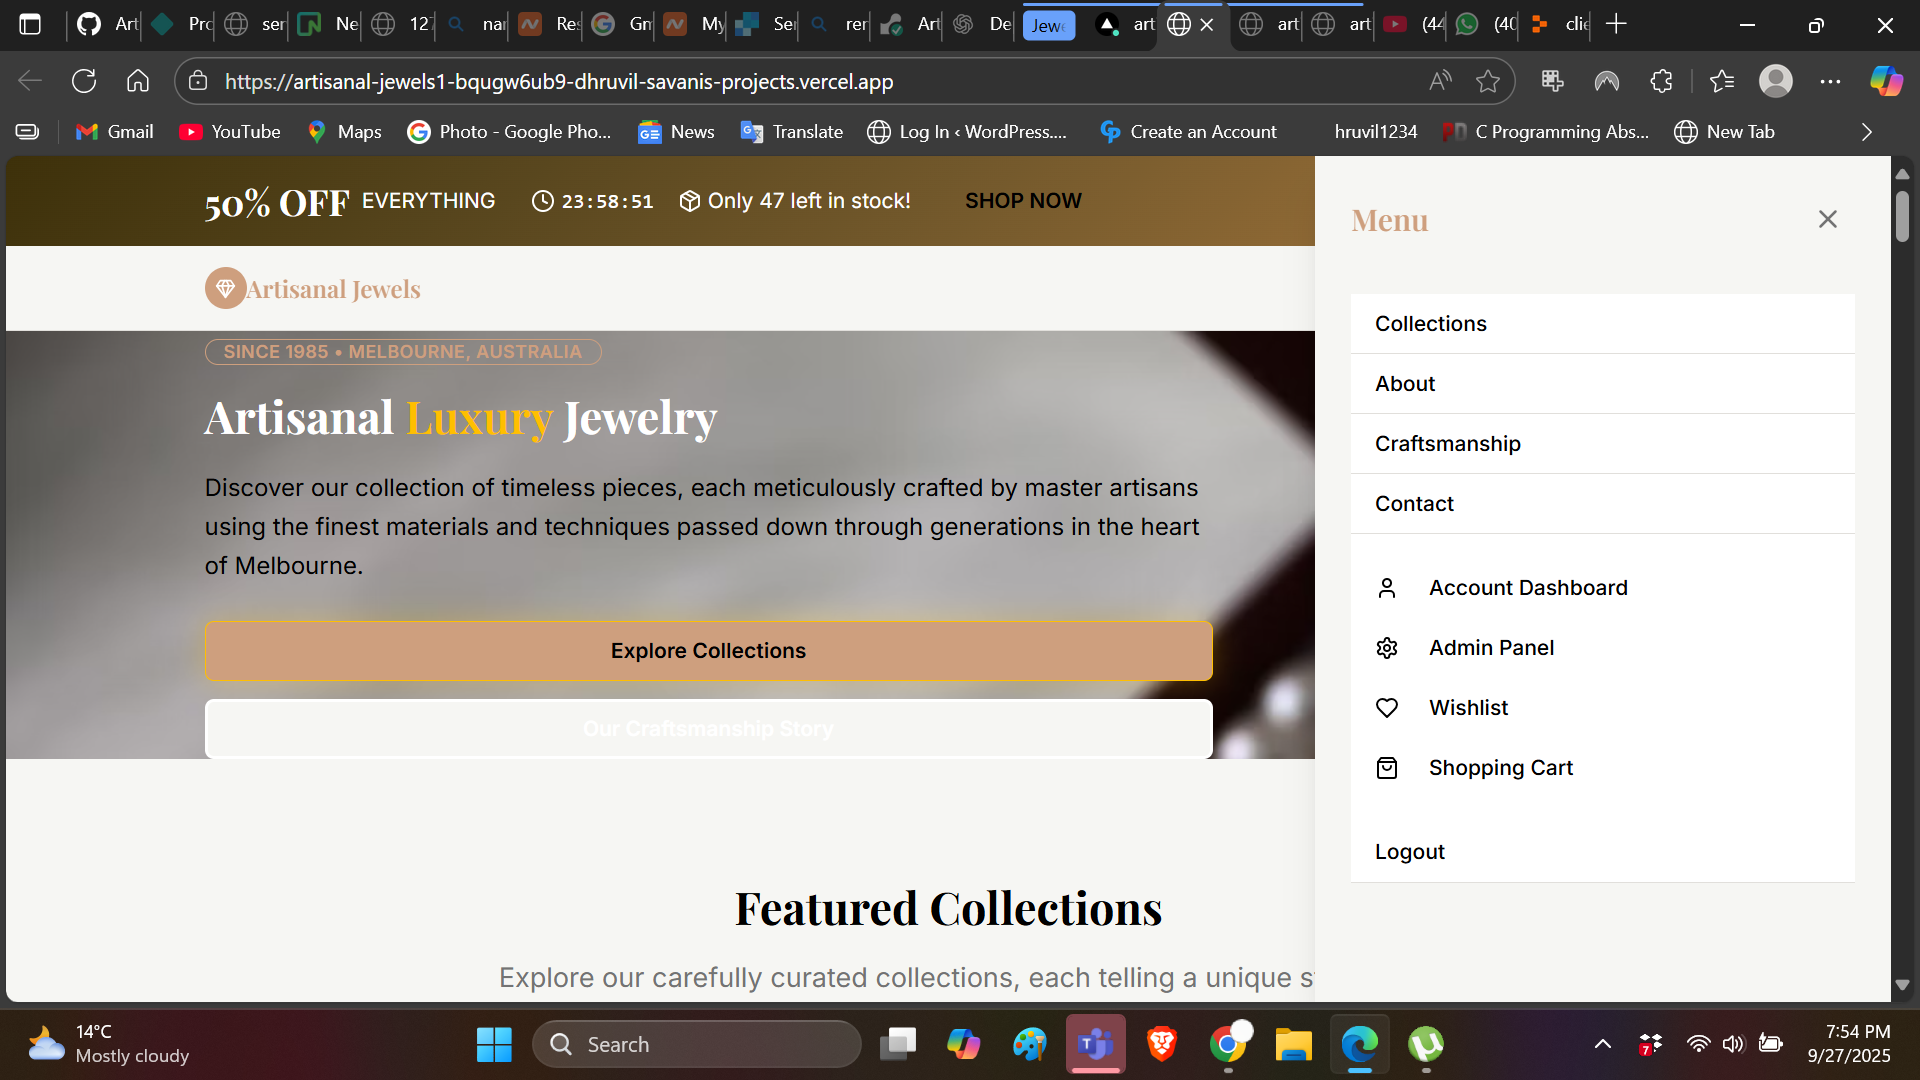 Art
Pro
ser
Ne
127
nar
Res
Gm
My
Ser
rer
Art
De
Jewe
art
art
art
(44
(40
clie
https://artisanal-jewels1-bqugw6ub9-dhruvil-savanis-projects.vercel.app
Gmail
YouTube
Maps
Photo - Google Pho...
News
Translate
Log In ‹ WordPress....
Create an Account
hruvil1234
C Programming Abs...
New Tab
50% OFF EVERYTHING 23:58:51 Only 47 left in stock! SHOP NOW
Artisanal Jewels
SINCE 1985 • MELBOURNE, AUSTRALIA
Artisanal Luxury Jewelry
Discover our collection of timeless pieces, each meticulously crafted by master artisans
using the finest materials and techniques passed down through generations in the heart
of Melbourne.
Explore Collections
Our Craftsmanship Story
Featured Collections
Explore our carefully curated collections, each telling a unique s
Menu
Collections
About
Craftsmanship
Contact
Account Dashboard
Admin Panel
Wishlist
Shopping Cart
Logout
14°C
Mostly cloudy
Search
7
7:54 PM
9/27/2025